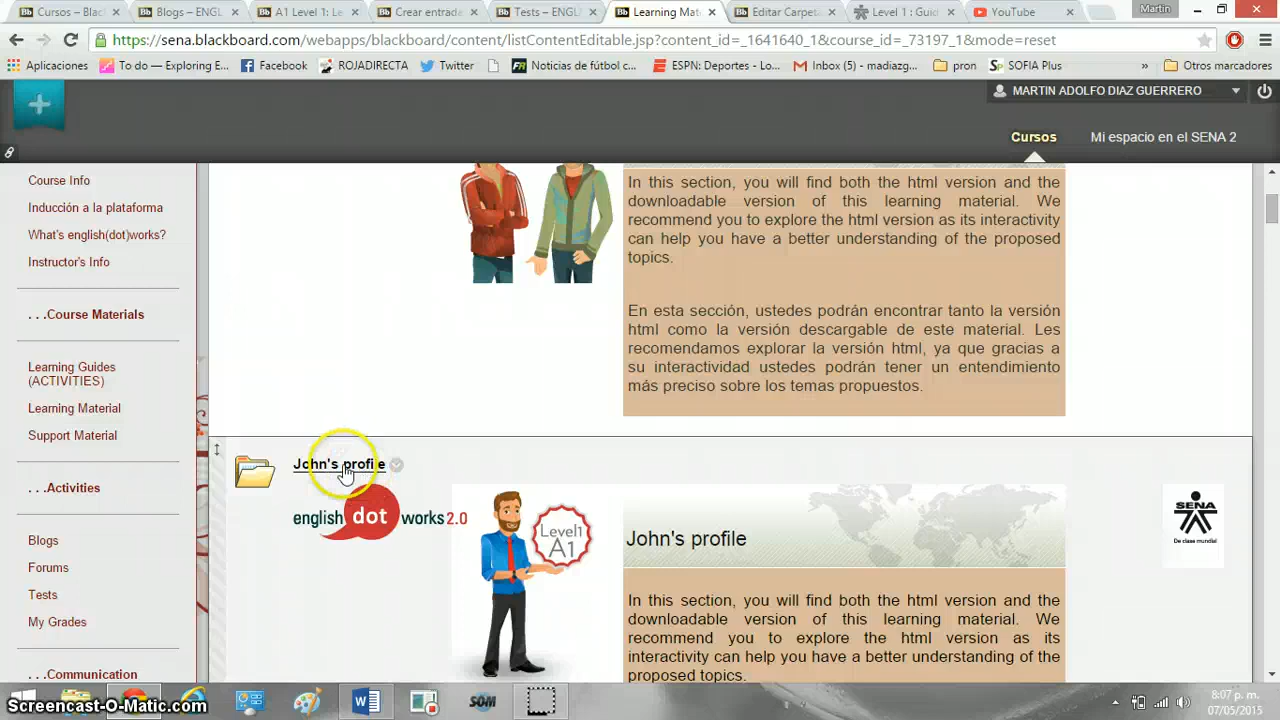 Cursos – Blac
Blogs – ENGL
A1 Level 1: Le
Crear entrade
Tests – ENGL
Learning Mat
Editar Carpeta
Level 1 : Guid
YouTube
Martin
https://sena.blackboard.com/webapps/blackboard/content/listContentEditable.jsp?content_id=_1641640_1&course_id=_73197_1&mode=reset
Aplicaciones
To do — Exploring E...
Facebook
ROJADIRECTA
Twitter
Noticias de fútbol c...
ESPN: Deportes - Lo...
Inbox (5) - madiazg...
pron
SOFIA Plus
»
Otros marcadores
MARTIN ADOLFO DIAZ GUERRERO
Cursos
Mi espacio en el SENA 2
Course Info
Inducción a la plataforma
What's english(dot)works?
Instructor's Info
. . .Course Materials
Learning Guides
(ACTIVITIES)
Learning Material
Support Material
. . .Activities
Blogs
Forums
Tests
My Grades
. . .Communication
In this section, you will find both the html version and the
downloadable version of this learning material. We
recommend you to explore the html version as its interactivity
can help you have a better understanding of the proposed
topics.
En esta sección, ustedes podrán encontrar tanto la versión
html como la versión descargable de este material. Les
recomendamos explorar la versión html, ya que gracias a
su interactividad ustedes podrán tener un entendimiento
más preciso sobre los temas propuestos.
John's profile
english dot works 2.0
Level1
A1
John's profile
SENA
De clase mundial
In this section, you will find both the html version and the
downloadable version of this learning material. We
recommend you to explore the html version as its
interactivity can help you have a better understanding of the
proposed topics.
SOM
8:07 p. m.
07/05/2015
Screencast-O-Matic.com